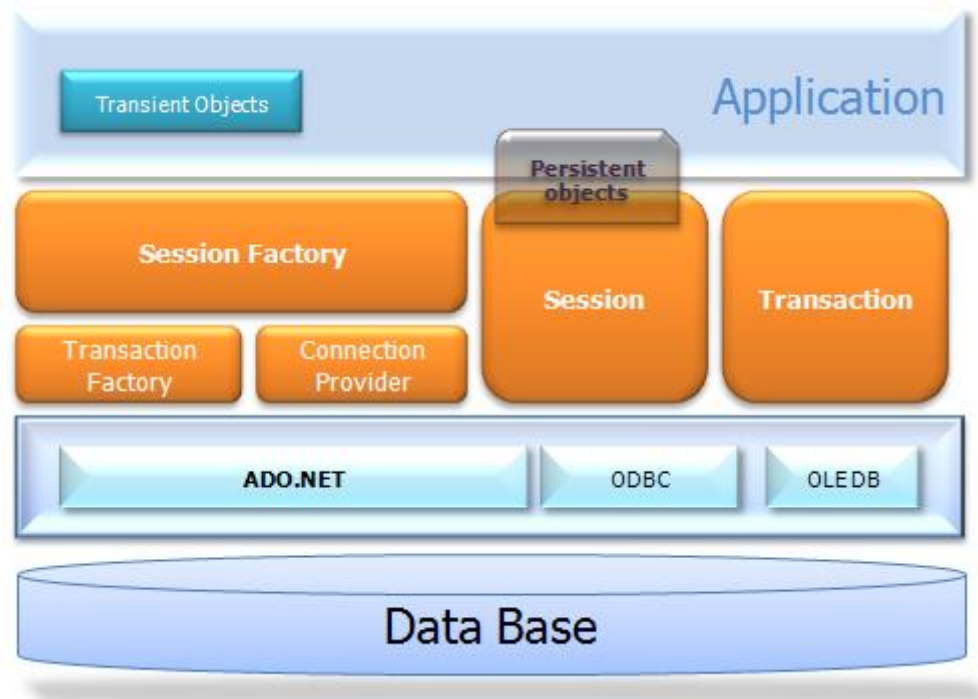 Transient Objects
Application
Persistent
objects
Session Factory
Session
Transaction
Transaction
Factory
Connection
Provider
ADO.NET
ODBC
OLEDB
Data Base